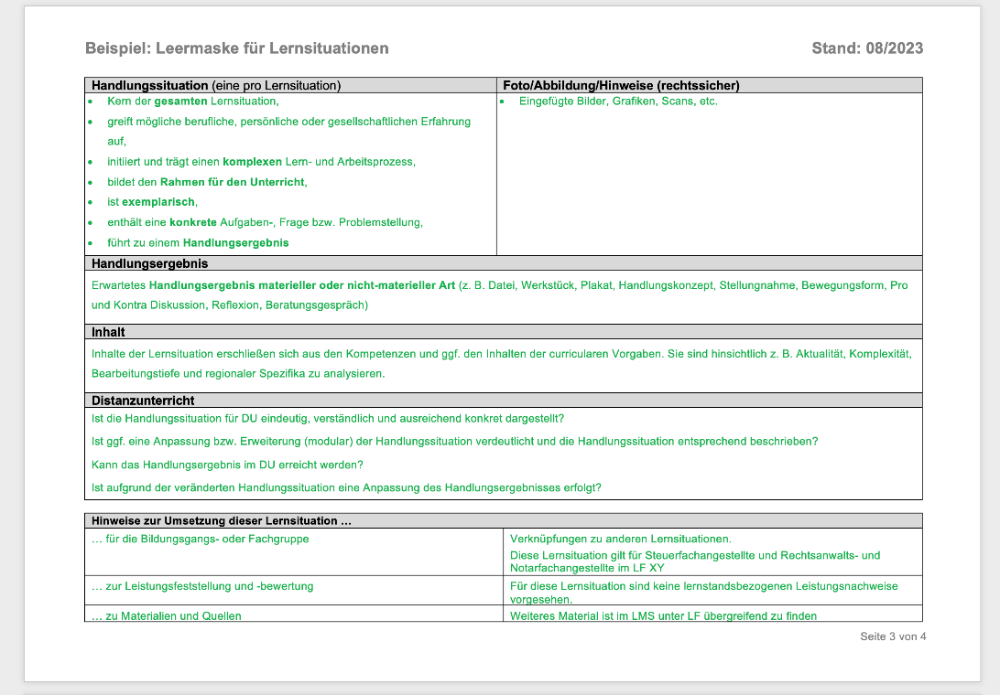 Beispiel: Leermaske für Lernsituationen Stand: 08/2023
Handlungssituation (eine pro Lernsituation)
• Kern der gesamten Lernsituation,
• greift mögliche berufliche, persönliche oder gesellschaftlichen Erfahrung
auf,
• initiiert und trägt einen komplexen Lern- und Arbeitsprozess,
• bildet den Rahmen für den Unterricht,
• ist exemplarisch,
• enthält eine konkrete Aufgaben-, Frage bzw. Problemstellung,
• führt zu einem Handlungsergebnis
Foto/Abbildung/Hinweise (rechtssicher)
• Eingefügte Bilder, Grafiken, Scans, etc.
Handlungsergebnis
Erwartetes Handlungsergebnis materieller oder nicht-materieller Art (z. B. Datei, Werkstück, Plakat, Handlungskonzept, Stellungnahme, Bewegungsform, Pro
und Kontra Diskussion, Reflexion, Beratungsgespräch)
Inhalt
Inhalte der Lernsituation erschließen sich aus den Kompetenzen und ggf. den Inhalten der curricularen Vorgaben. Sie sind hinsichtlich z. B. Aktualität, Komplexität,
Bearbeitungstiefe und regionaler Spezifika zu analysieren.
Distanzunterricht
Ist die Handlungssituation für DU eindeutig, verständlich und ausreichend konkret dargestellt?
Ist ggf. eine Anpassung bzw. Erweiterung (modular) der Handlungssituation verdeutlicht und die Handlungssituation entsprechend beschrieben?
Kann das Handlungsergebnis im DU erreicht werden?
Ist aufgrund der veränderten Handlungssituation eine Anpassung des Handlungsergebnisses erfolgt?
Hinweise zur Umsetzung dieser Lernsituation …
… für die Bildungsgangs- oder Fachgruppe
Verknüpfungen zu anderen Lernsituationen.
Diese Lernsituation gilt für Steuerfachangestellte und Rechtsanwalts- und
Notarfachangestellte im LF XY
… zur Leistungsfeststellung und -bewertung
Für diese Lernsituation sind keine lernstandsbezogenen Leistungsnachweise
vorgesehen.
… zu Materialien und Quellen
Weiteres Material ist im LMS unter LF übergreifend zu finden
Seite 3 von 4